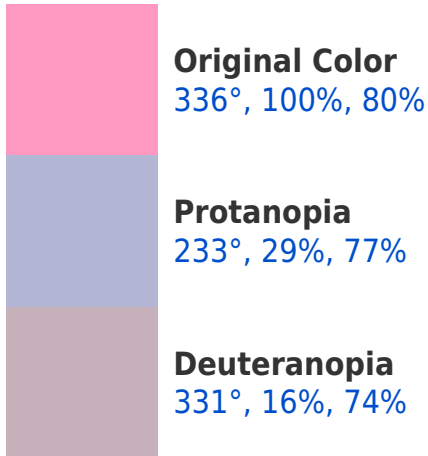 Original Color
336°, 100%, 80%
Protanopia
233°, 29%, 77%
Deuteranopia
331°, 16%, 74%